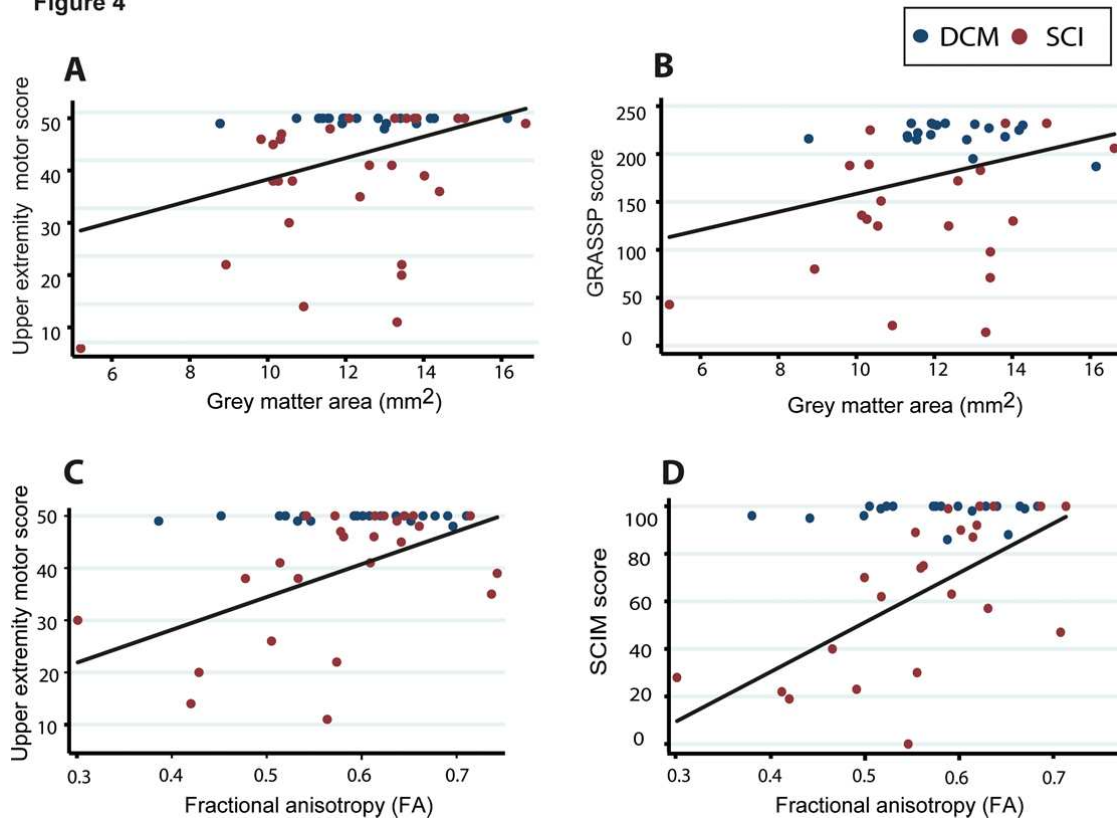 Figure 4
DCM SCI
A
Upper extremity motor score
50
40
30
20
10
6 8 10 12 14 16
Grey matter area (mm2)
B
GRASSP score
250
200
150
100
50
0
6 8 10 12 14 16
Grey matter area (mm2)
C
Upper extremity motor score
50
40
30
20
10
0.3 0.4 0.5 0.6 0.7
Fractional anisotropy (FA)
D
SCIM score
100
80
60
40
20
0
0.3 0.4 0.5 0.6 0.7
Fractional anisotropy (FA)